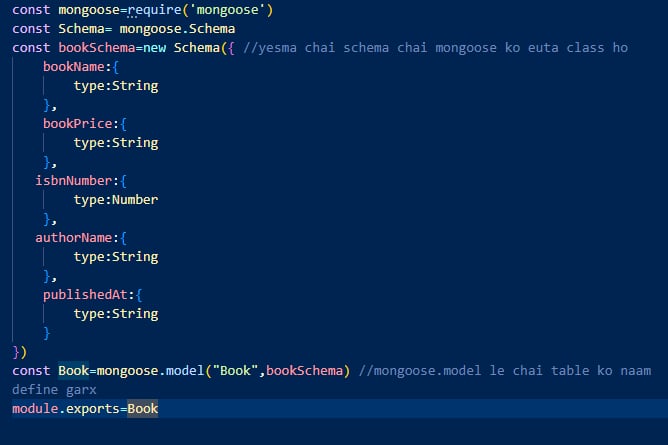 const mongoose=require('mongoose')
const Schema= mongoose.Schema
const bookSchema=new Schema({ //yesma chai schema chai mongoose ko euta class ho
    bookName:{
        type:String
    },
    bookPrice:{
        type:String
    },
   isbnNumber:{
        type:Number
    },
   authorName:{
        type:String
    },
    publishedAt:{
        type:String
    }
})
const Book=mongoose.model("Book",bookSchema) //mongoose.model le chai table ko naam
define garx
module.exports=Book